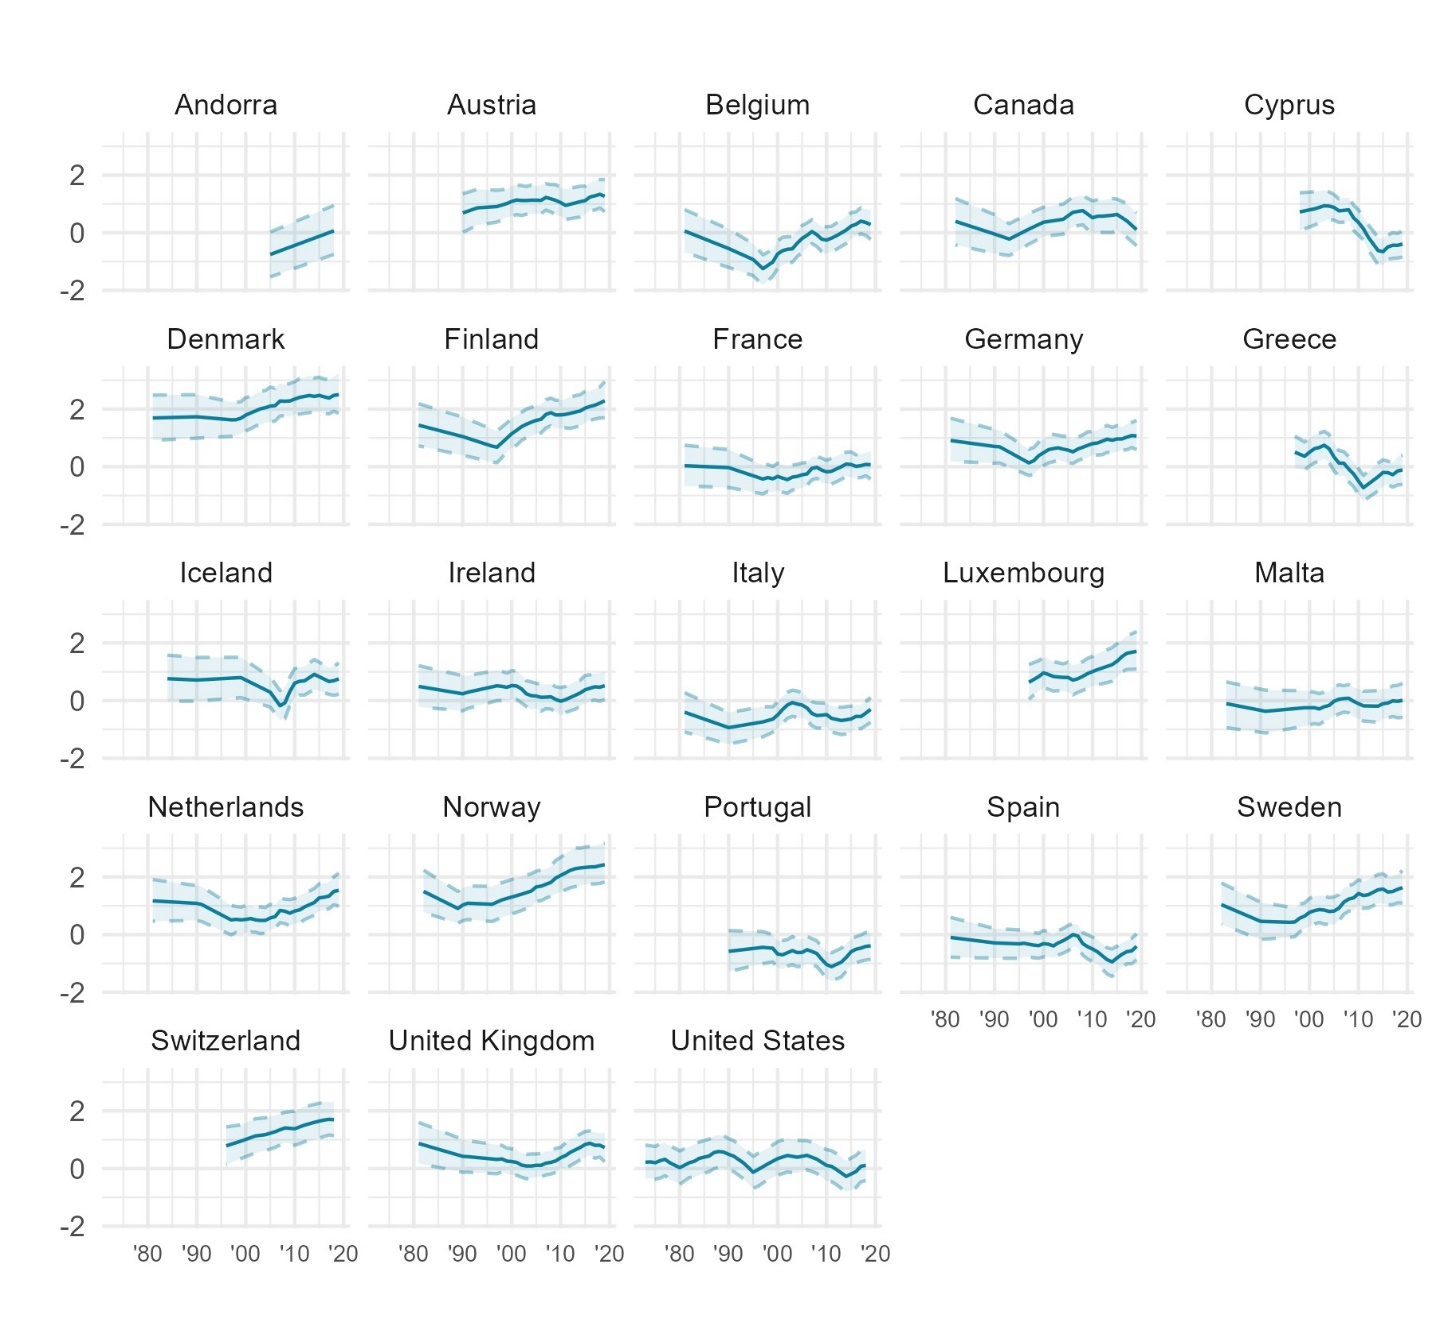 Andorra Austria Belgium Canada Cyprus
2
0
-2
Denmark Finland France Germany Greece
2
0
-2
Iceland Ireland Italy Luxembourg Malta
2
0
-2
Netherlands Norway Portugal Spain Sweden
2
0
-2
'80 '90 '00 '10 '20 '80 '90 '00 '10 '20
Switzerland United Kingdom United States
2
0
-2
'80 '90 '00 '10 '20 '80 '90 '00 '10 '20 '80 '90 '00 '10 '20